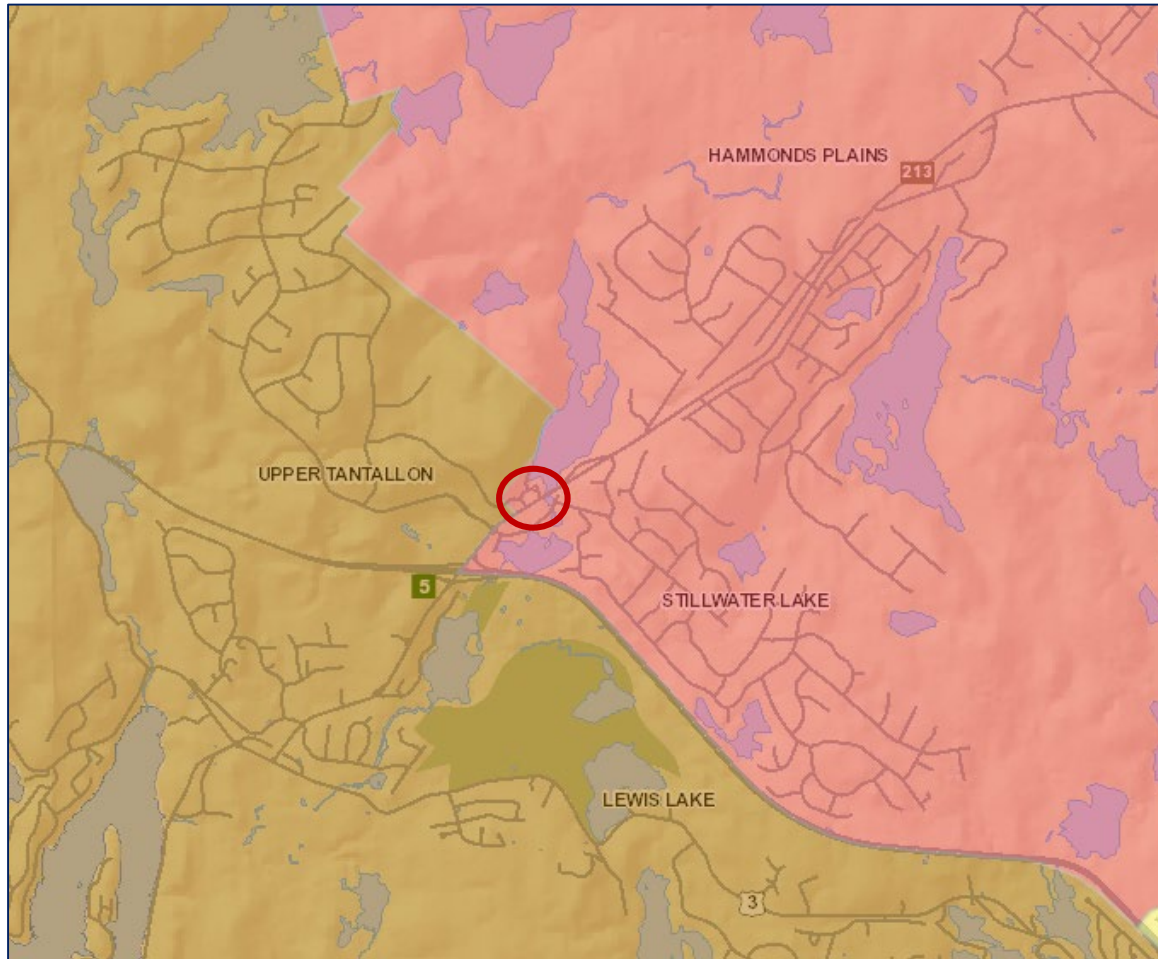 HAMMONDS PLAINS
213
UPPER TANTALLON
5
STILLWATER LAKE
LEWIS LAKE
3